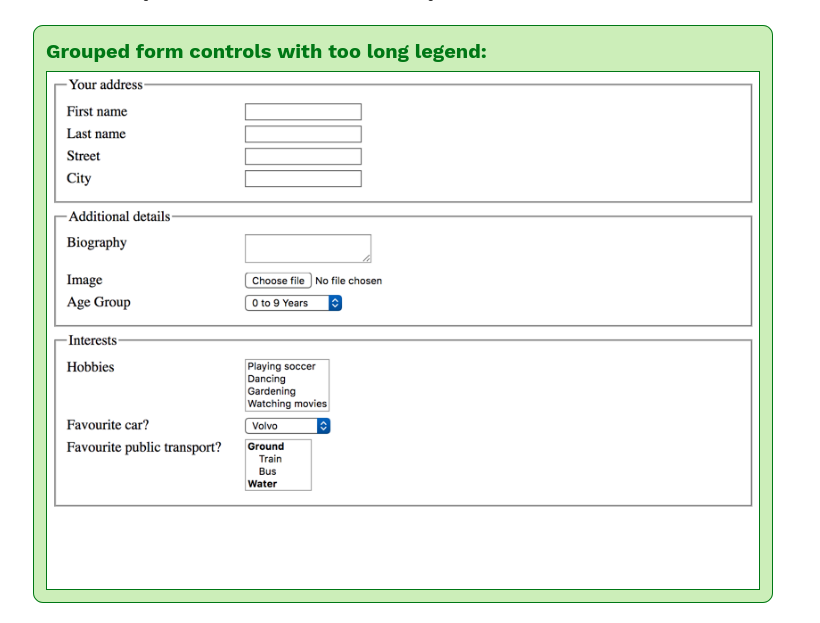 Grouped form controls with too long legend:
Your address
First name
Last name
Street
City
Additional details
Biography
Image Choose file No file chosen
Age Group 0 to 9 Years
Interests
Hobbies Playing soccer
Dancing
Gardening
Watching movies
Favourite car? Volvo
Favourite public transport? Ground
Train
Bus
Water